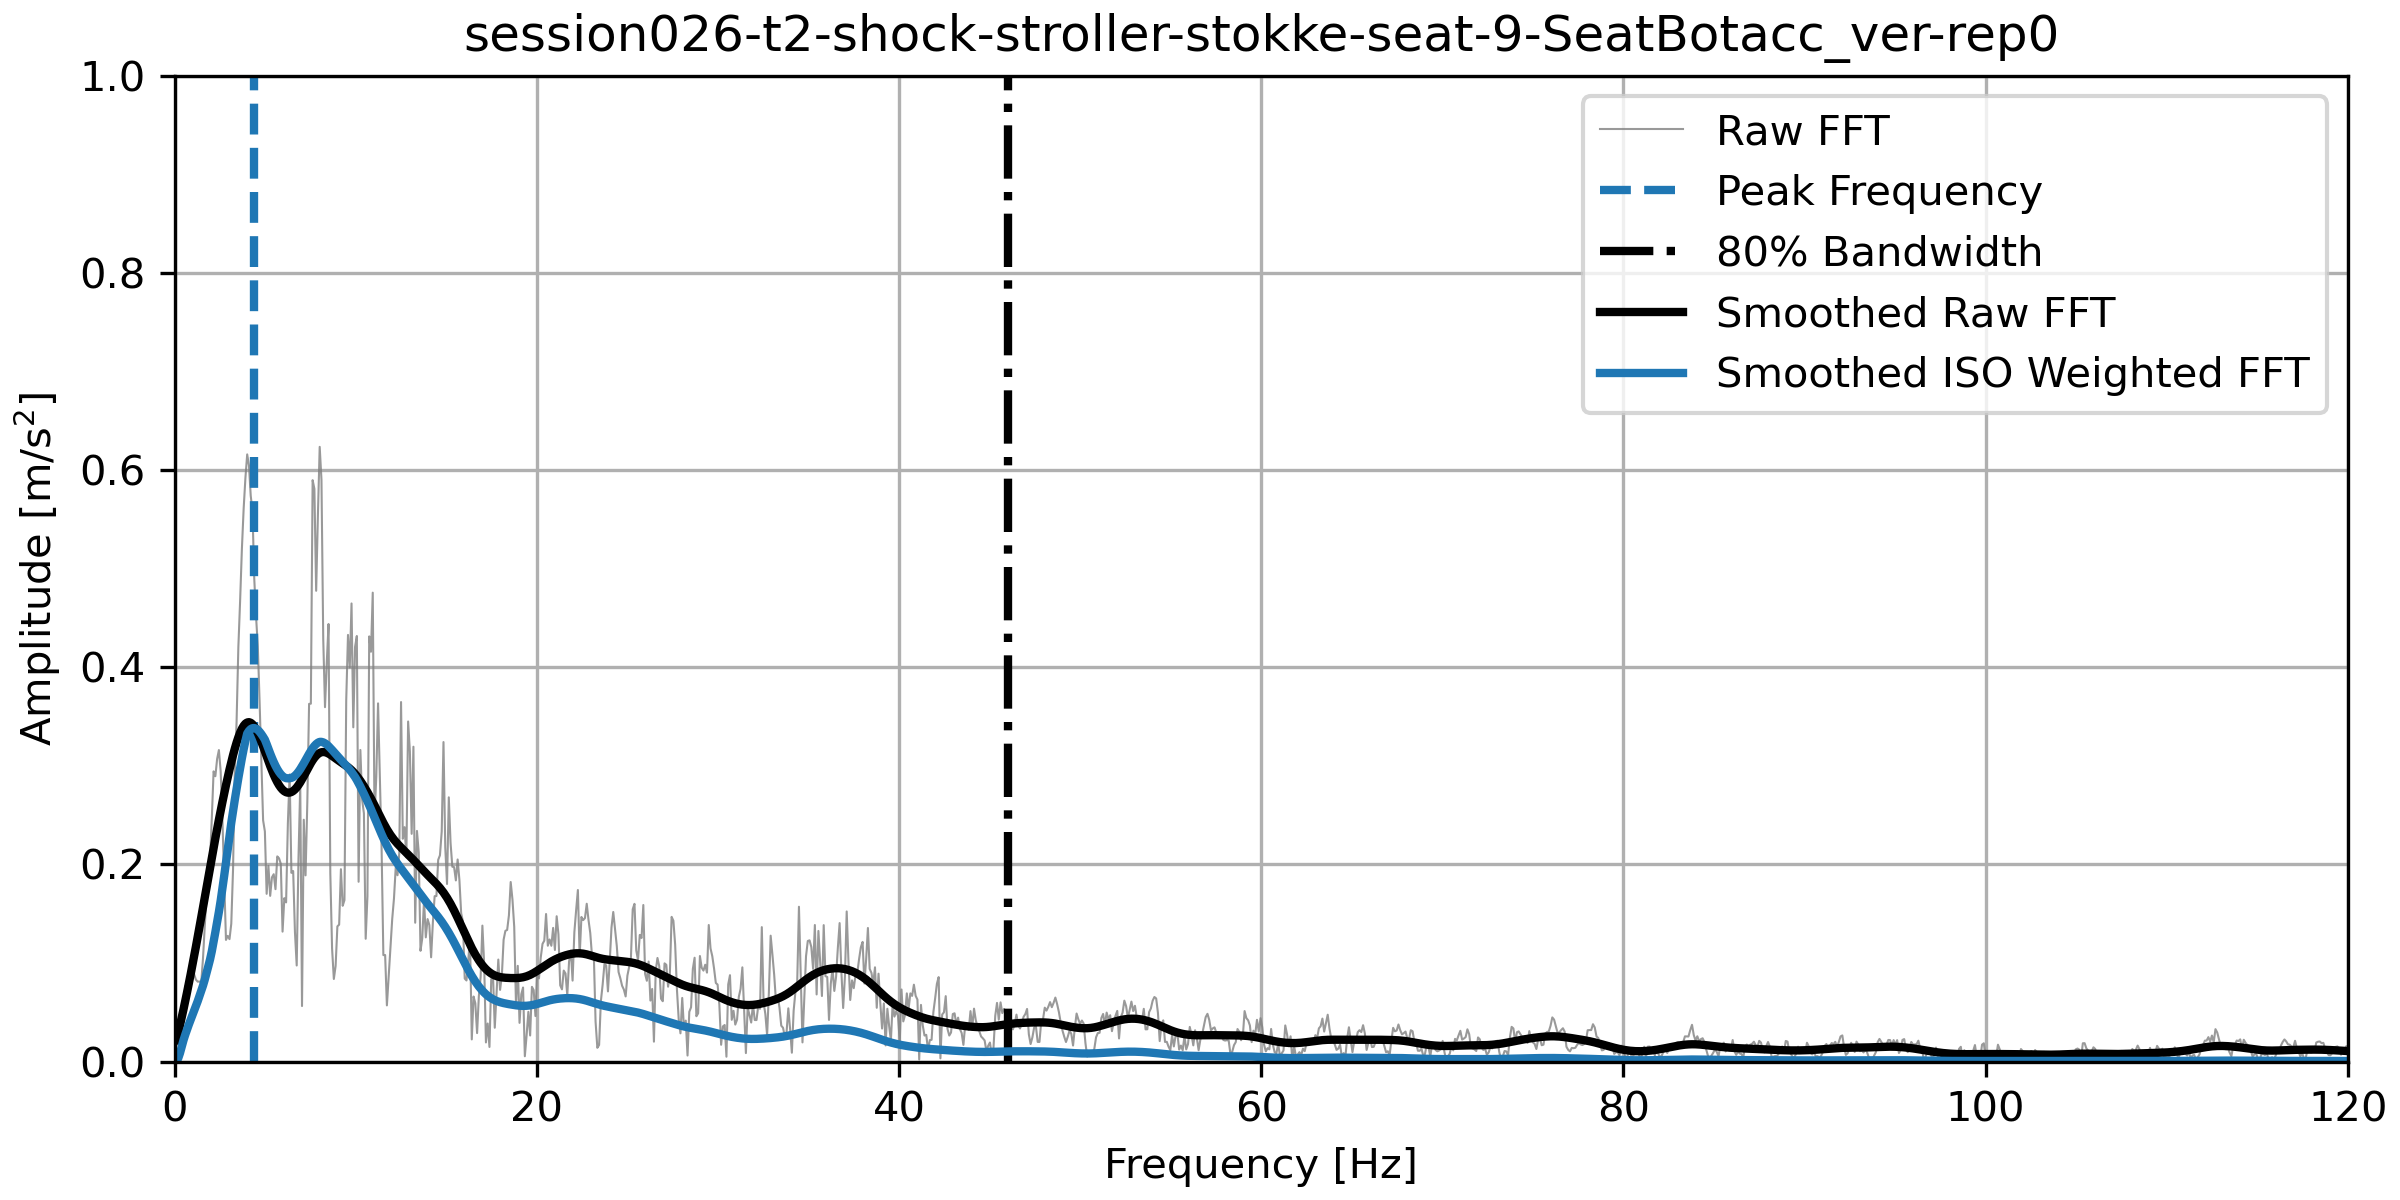 session026-t2-shock-stroller-stokke-seat-9-SeatBotacc_ver-rep0
1.0
0.8
0.6
0.4
0.2
0.0
Amplitude [m/s²]
Raw FFT
Peak Frequency
80% Bandwidth
Smoothed Raw FFT
Smoothed ISO Weighted FFT
0 20 40 60 80 100 120
Frequency [Hz]